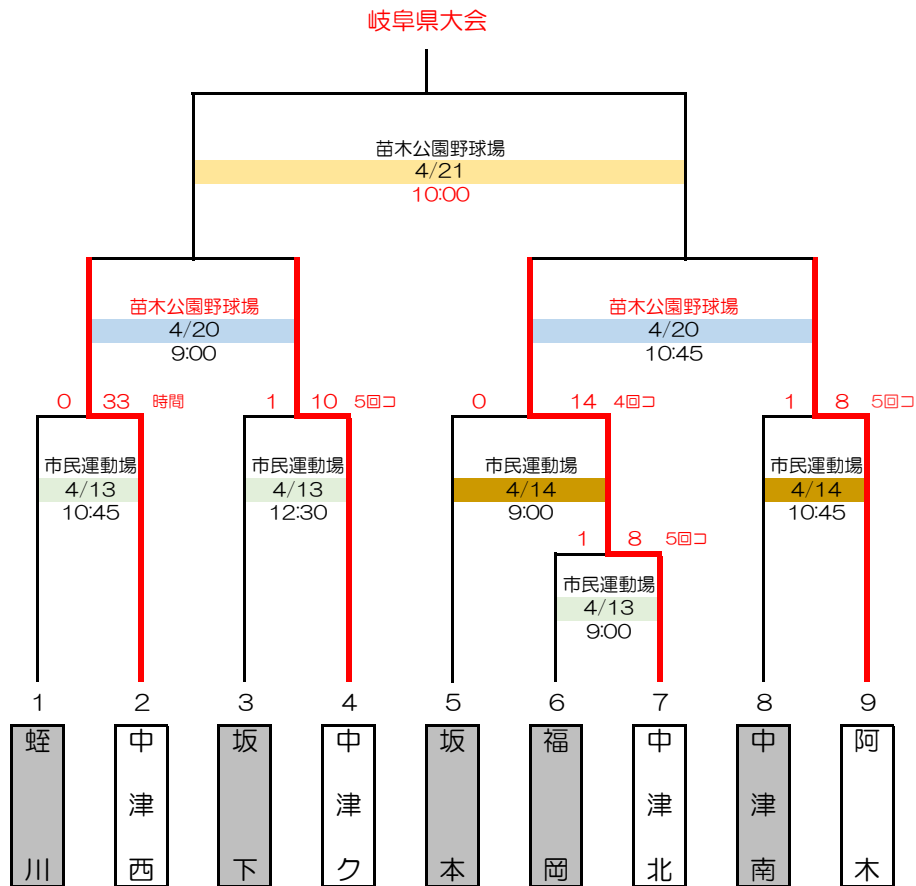 岐阜県大会
苗木公園野球場
4/21
10:00
苗木公園野球場
4/20
9:00
苗木公園野球場
4/20
10:45
0 33 時間
1 10 5回コ
0 14 4回コ
1 8 5回コ
市民運動場
4/13
10:45
市民運動場
4/13
12:30
市民運動場
4/14
9:00
市民運動場
4/14
10:45
1 8 5回コ
市民運動場
4/13
9:00
1 2 3 4 5 6 7 8 9
蛭川
中津西
坂下
中津ク
坂本
福岡
中津北
中津南
阿木